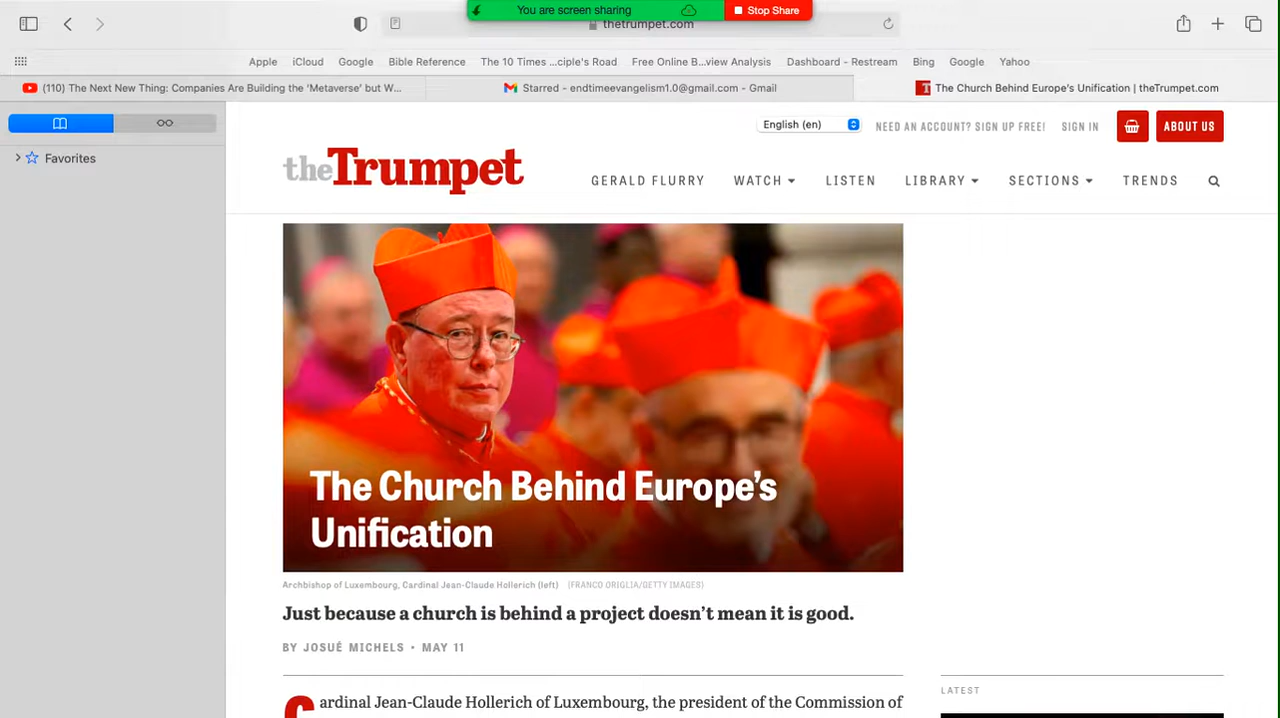 You are screen sharing Stop Share
thetrumpet.com
Apple iCloud Google Bible Reference The 10 Times ...ciple's Road Free Online B...view Analysis Dashboard - Restream Bing Google Yahoo
(110) The Next New Thing: Companies Are Building the 'Metaverse' but W... Starred - endtimeevangelism1.0@gmail.com - Gmail The Church Behind Europe's Unification | theTrumpet.com
English (en) NEED AN ACCOUNT? SIGN UP FREE! SIGN IN ABOUT US
Favorites
theTrumpet
GERALD FLURRY WATCH LISTEN LIBRARY SECTIONS TRENDS
The Church Behind Europe's
Unification
Archbishop of Luxembourg, Cardinal Jean-Claude Hollerich (left) (FRANCO ORIGLIA/GETTY IMAGES)
Just because a church is behind a project doesn't mean it is good.
BY JOSUÉ MICHELS • MAY 11
Cardinal Jean-Claude Hollerich of Luxembourg, the president of the Commission of
LATEST